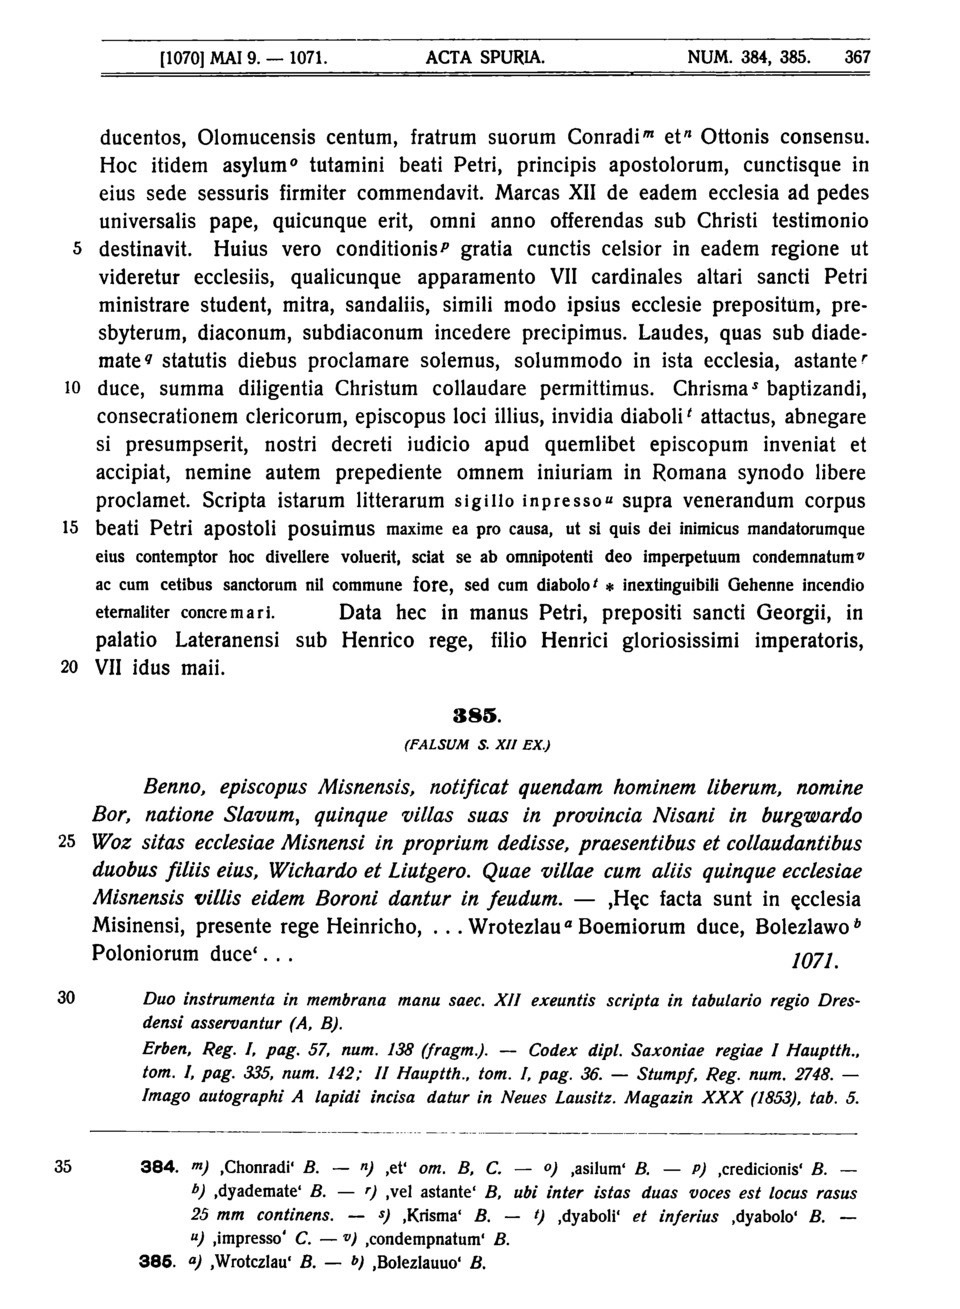 [1070] MAI 9. — 1071. ACTA SPURIA. NUM. 384, 385. 367
ducentos, Olomucensis centum, fratrum suorum Conradi m et n Ottonis consensu.
Hoc itidem asylum o tutamini beati Petri, principis apostolorum, cunctisque in
eius sede sessuris firmiter commendavit. Marcas XII de eadem ecclesia ad pedes
universalis pape, quicunque erit, omni anno offerendas sub Christi testimonio
5 destinavit. Huius vero conditionis p gratia cunctis celsior in eadem regione ut
videretur ecclesiis, qualicunque apparamento VII cardinales altari sancti Petri
ministrare student, mitra, sandaliis, simili modo ipsius ecclesie prepositum, pre-
sbyterum, diaconum, subdiaconum incedere precipimus. Laudes, quas sub diade-
mate q statutis diebus proclamare solemus, solummodo in ista ecclesia, astante r
10 duce, summa diligentia Christum collaudare permittimus. Chrisma s baptizandi,
consecrationem clericorum, episcopus loci illius, invidia diaboli t attactus, abnegare
si presumpserit, nostri decreti iudicio apud quemlibet episcopum inveniat et
accipiat, nemine autem prepediente omnem iniuriam in Romana synodo libere
proclamet. Scripta istarum litterarum sigillo inpresso u supra venerandum corpus
15 beati Petri apostoli posuimus maxime ea pro causa, ut si quis dei inimicus mandatorumque
eius contemptor hoc divellere voluerit, sciat se ab omnipotenti deo imperpetuum condemnatum v
ac cum cetibus sanctorum nil commune fore, sed cum diabolo t * inextinguibili Gehenne incendio
eternaliter concremari. Data hec in manus Petri, prepositi sancti Georgii, in
palatio Lateranensi sub Henrico rege, filio Henrici gloriosissimi imperatoris,
20 VII idus maii.
385.
(FALSUM S. XII EX.)
Benno, episcopus Misnensis, notificat quendam hominem liberum, nomine
Bor, natione Slavum, quinque villas suas in provincia Nisani in burgwardo
25 Woz sitas ecclesiae Misnensi in proprium dedisse, praesentibus et collaudantibus
duobus filiis eius, Wichardo et Liutgero. Quae villae cum aliis quinque ecclesiae
Misnensis villis eidem Boroni dantur in feudum. — ‚Hęc facta sunt in ęcclesia
Misinensi, presente rege Heinricho, ... Wrotezlau a Boemiorum duce, Bolezlawo b
Poloniorum duce‘ ... 1071.
30 Duo instrumenta in membrana manu saec. XII exeuntis scripta in tabulario regio Dres-
densi asservantur (A, B).
Erben, Reg. I, pag. 57, num. 138 (fragm.). — Codex dipl. Saxoniae regiae I Hauptth.,
tom. I, pag. 335, num. 142; II Hauptth., tom. I, pag. 36. — Stumpf, Reg. num. 2748. —
Imago autographi A lapidi incisa datur in Neues Lausitz. Magazin XXX (1853), tab. 5.
35 384. m) ‚Chonradi‘ B. — n) ‚et‘ om. B, C. — o) ‚asilum‘ B. — p) ‚credicionis‘ B. —
b) ‚dyademate‘ B. — r) ‚vel astante‘ B, ubi inter istas duas voces est locus rasus
25 mm continens. — s) ‚Krisma‘ B. — t) ‚dyaboli‘ et inferius ‚dyabolo‘ B. —
u) ‚impresso‘ C. — v) ‚condempnatum‘ B.
385. a) ‚Wrotczlau‘ B. — b) ‚Bolezlauuo‘ B.